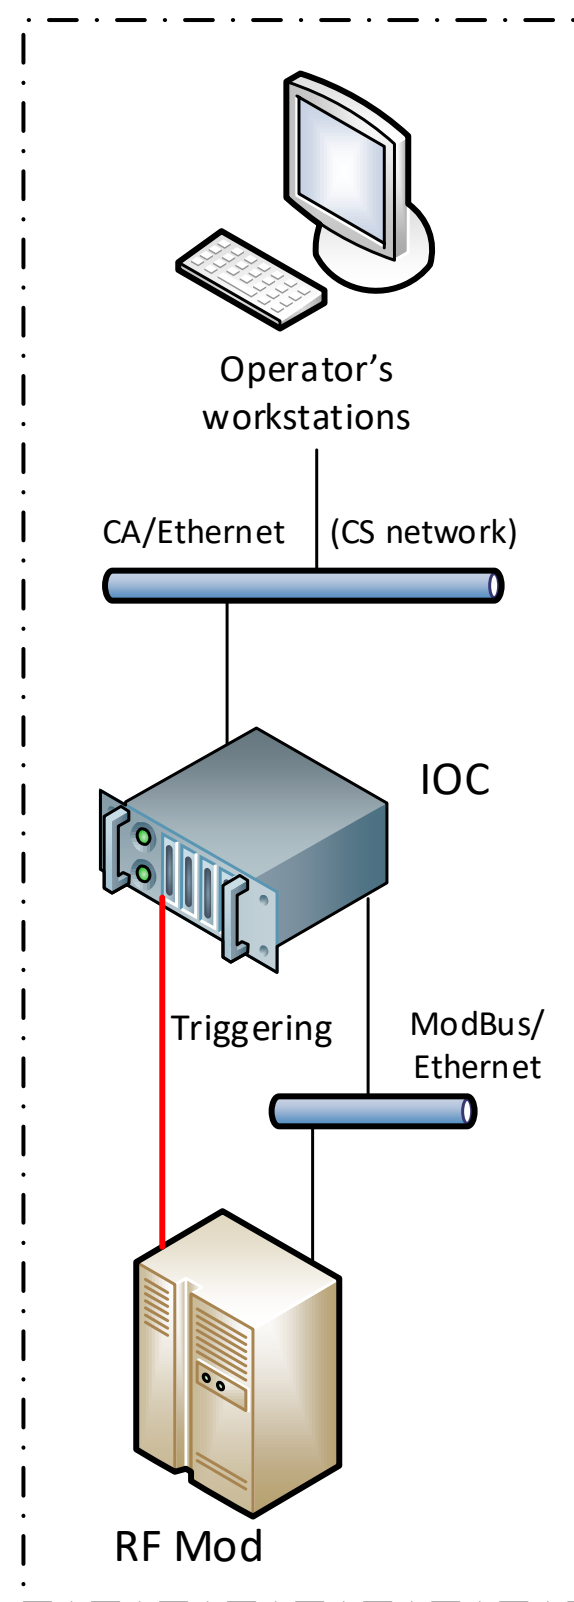 Operator’s
workstations
CA/Ethernet (CS network)
IOC
Triggering
ModBus/
Ethernet
RF Mod